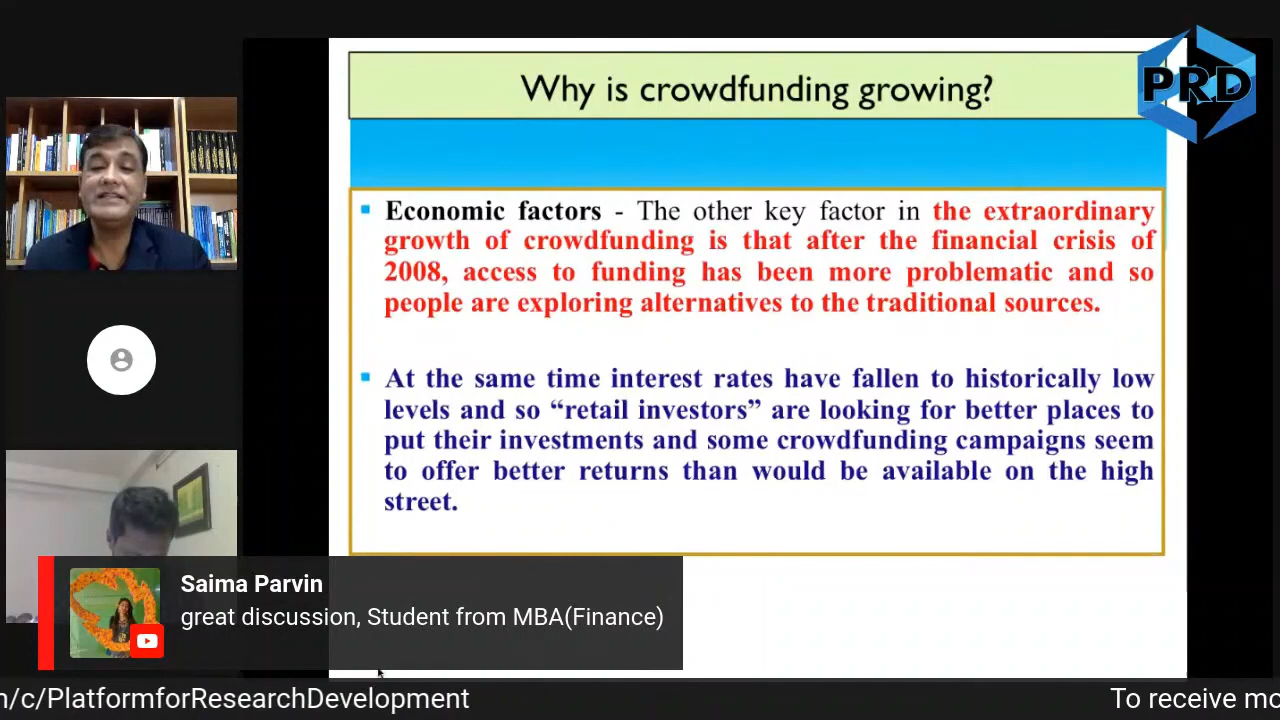 Why is crowdfunding growing?
PRD
Economic factors - The other key factor in the extraordinary
growth of crowdfunding is that after the financial crisis of
2008, access to funding has been more problematic and so
people are exploring alternatives to the traditional sources.
At the same time interest rates have fallen to historically low
levels and so “retail investors” are looking for better places to
put their investments and some crowdfunding campaigns seem
to offer better returns than would be available on the high
street.
Saima Parvin
great discussion, Student from MBA(Finance)
/c/PlatformforResearchDevelopment
To receive mo